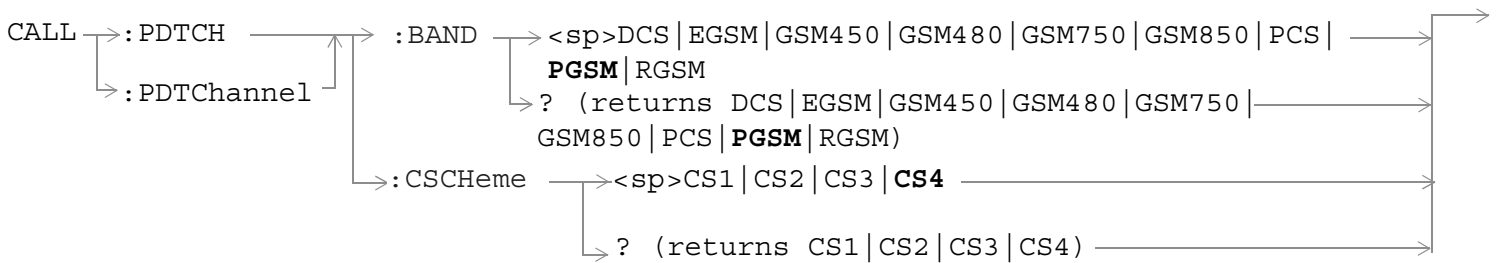 CALL :PDTCH :BAND <sp>DCS|EGSM|GSM450|GSM480|GSM750|GSM850|PCS|
PGSM|RGSM
:PDTChannel
? (returns DCS|EGSM|GSM450|GSM480|GSM750|
GSM850|PCS|PGSM|RGSM)
:CSCHeme <sp>CS1|CS2|CS3|CS4
? (returns CS1|CS2|CS3|CS4)